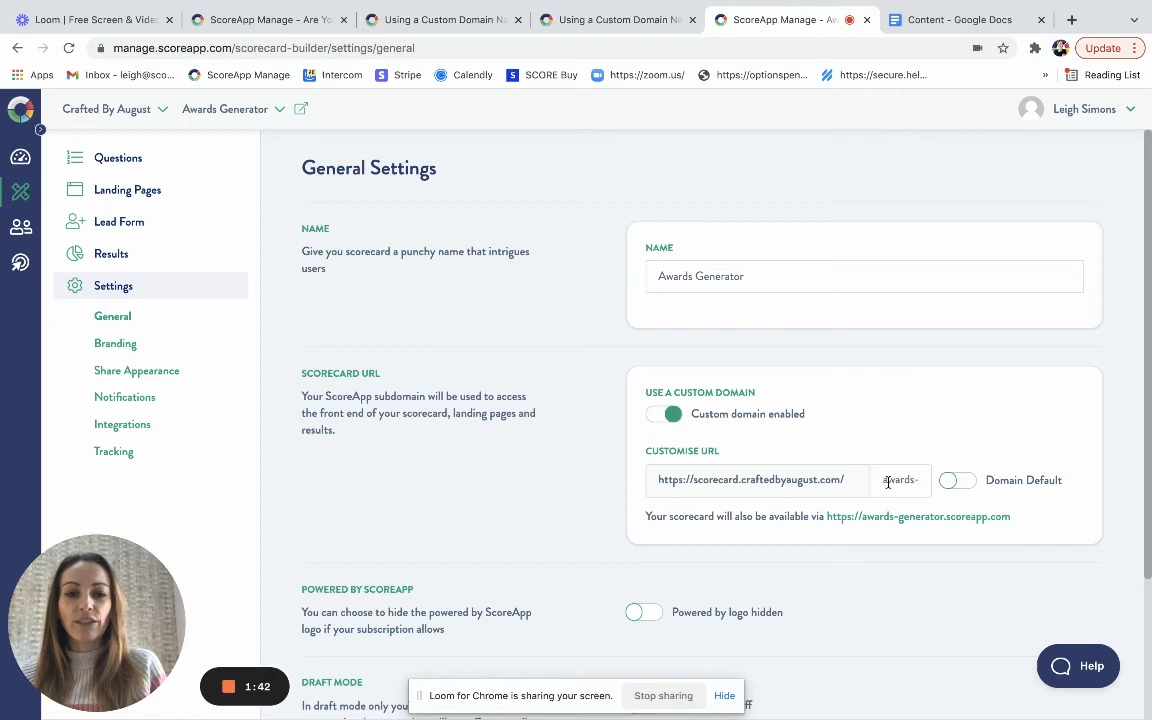 Loom | Free Screen & Vide
ScoreApp Manage - Are Yo
Using a Custom Domain Na
Using a Custom Domain Na
ScoreApp Manage - Aw
Content - Google Docs
manage.scoreapp.com/scorecard-builder/settings/general
Update
Apps
Inbox - leigh@sco...
ScoreApp Manage
Intercom
Stripe
Calendly
SCORE Buy
https://zoom.us/
https://optionspen...
https://secure.hel...
»
Reading List
Crafted By August
Awards Generator
Leigh Simons
Questions
Landing Pages
Lead Form
Results
Settings
General
Branding
Share Appearance
Notifications
Integrations
Tracking
General Settings
NAME
Give you scorecard a punchy name that intrigues
users
NAME
Awards Generator
SCORECARD URL
Your ScoreApp subdomain will be used to access
the front end of your scorecard, landing pages and
results.
USE A CUSTOM DOMAIN
Custom domain enabled
CUSTOMISE URL
https://scorecard.craftedbyaugust.com/
awards-
Domain Default
Your scorecard will also be available via https://awards-generator.scoreapp.com
POWERED BY SCOREAPP
You can choose to hide the powered by ScoreApp
logo if your subscription allows
Powered by logo hidden
DRAFT MODE
In draft mode only you
1:42
Loom for Chrome is sharing your screen.
Stop sharing
Hide
Help